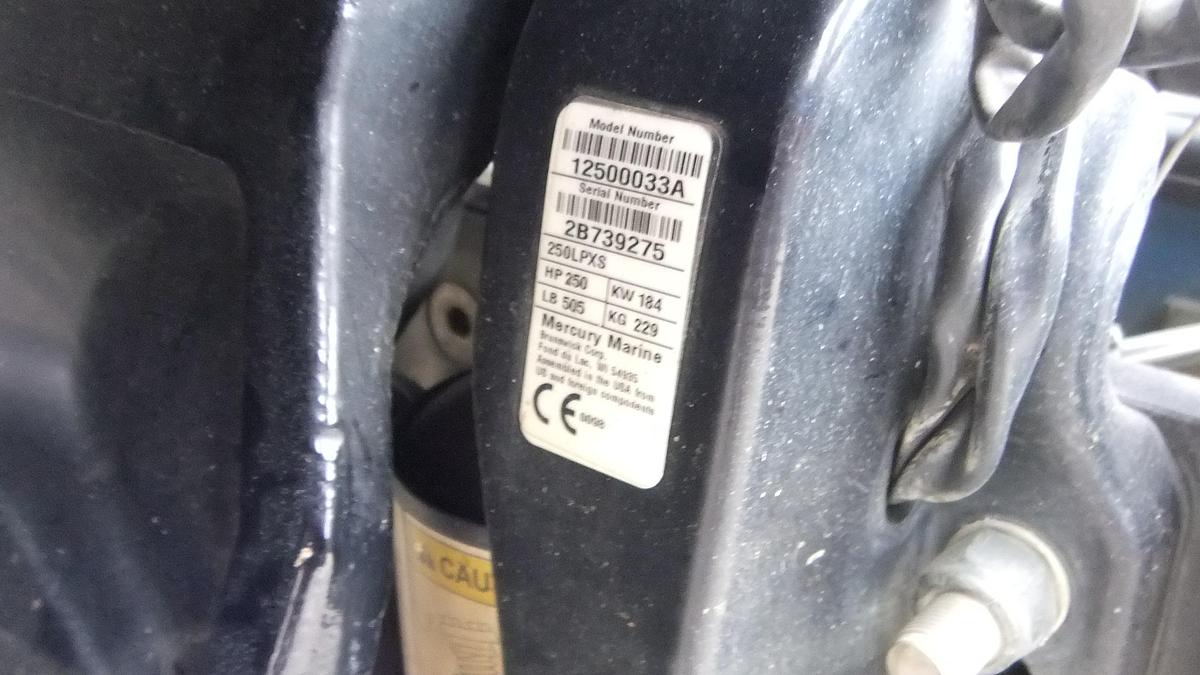 Model Number
12500033A
Serial Number
2B739275
250LPXS
HP 250 KW 184
LB 505 KG 229
Mercury Marine
Brunswick Corp.
Fond du Lac, WI 54935
Assembled in the USA from
US and foreign components
CE 0098
CAU